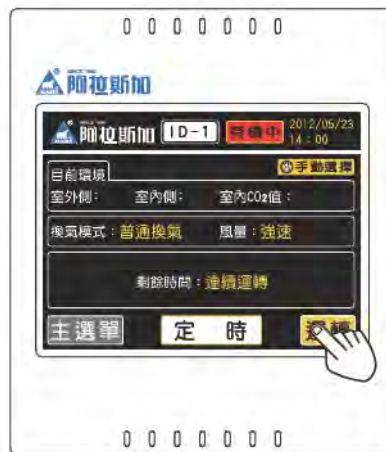 阿拉斯加
阿拉斯加 ID-1 待機中 2012/05/23
14:00
目前環境 手動選擇
室外側: 室內側: 室內CO2值:
換氣模式:普通換氣 風量:強速
剩餘時間:連續運轉
主選單 定時 運轉